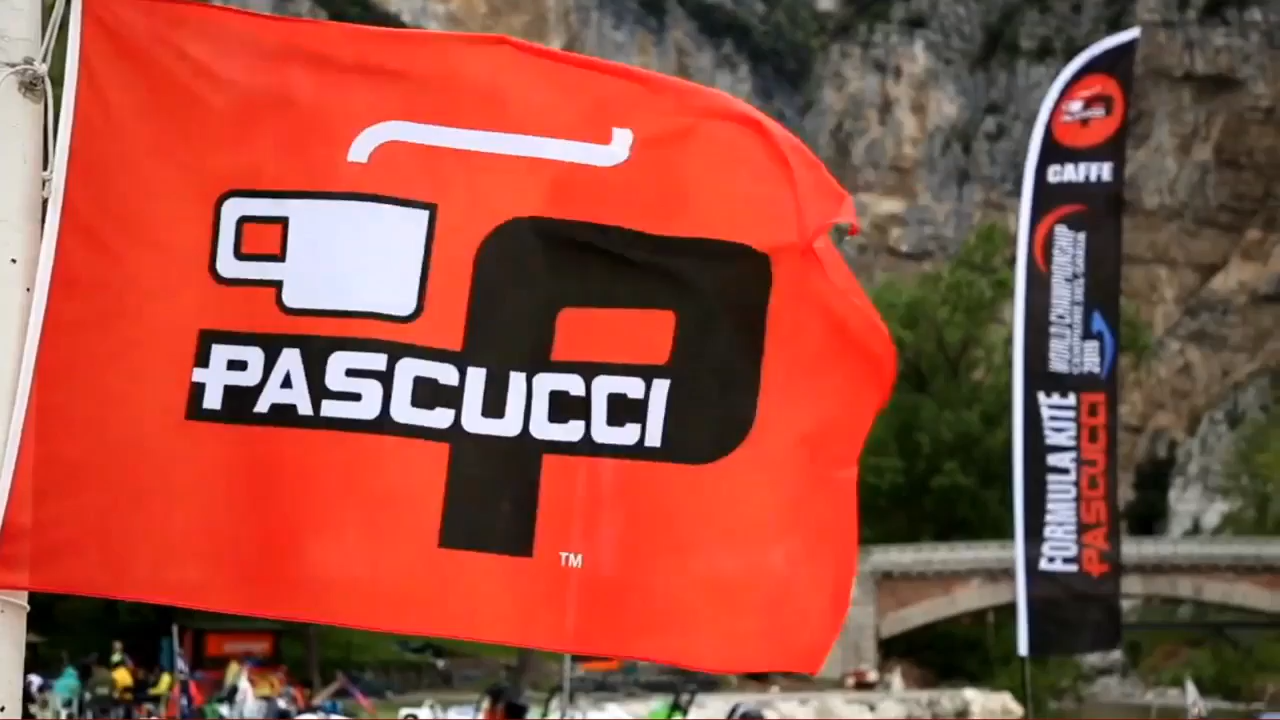 PASCUCCI
TM
CAFFE
WORLD CHAMPIONSHIP
FORMULA KITE
PASCUCCI